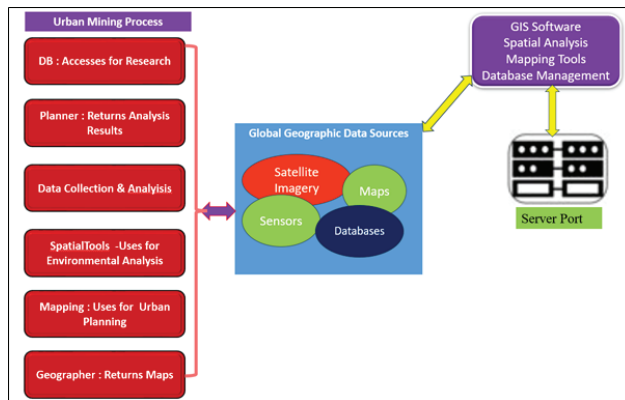 Urban Mining Process
DB : Accesses for Research
Planner : Returns Analysis
Results
Data Collection & Analyisis
SpatialTools -Uses for
Environmental Analysis
Mapping : Uses for Urban
Planning
Geographer : Returns Maps
Global Geographic Data Sources
Satellite
Imagery
Maps
Sensors
Databases
GIS Software
Spatial Analysis
Mapping Tools
Database Management
Server Port